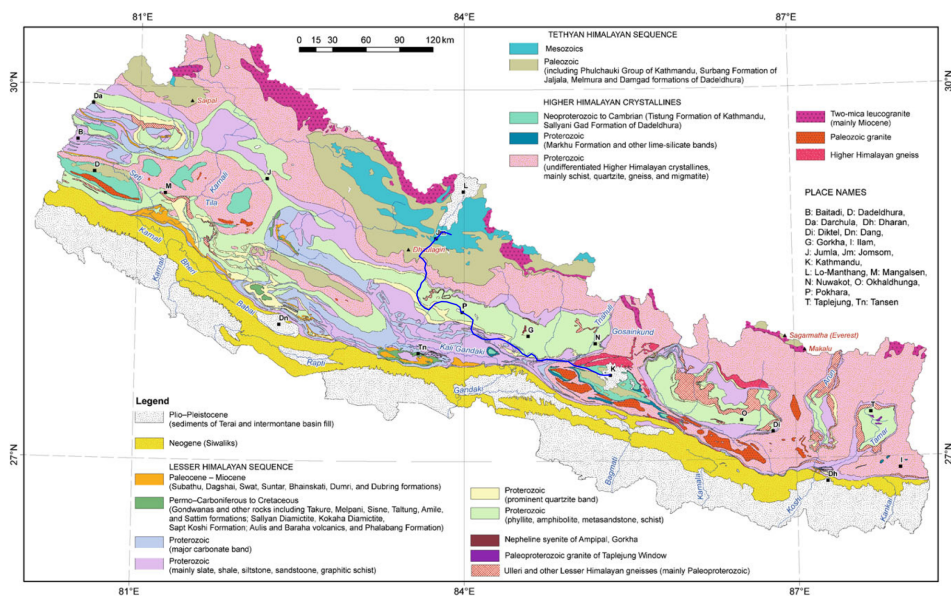 81°E
84°E
87°E
30°N
30°N
27°N
27°N
0 15 30 60 90 120 km
TETHYAN HIMALAYAN SEQUENCE
Mesozoics
Paleozoic
(including Phulchauki Group of Kathmandu, Surbang Formation of
Jaljala, Melmura and Damgad formations of Dadeldhura)
HIGHER HIMALAYAN CRYSTALLINES
Neoproterozoic to Cambrian (Tistung Formation of Kathmandu,
Sallyani Gad Formation of Dadeldhura)
Proterozoic
(Markhu Formation and other lime-silicate bands)
Proterozoic
(undifferentiated Higher Himalayan crystallines,
mainly schist, quartzite, gneiss, and migmatite)
Two-mica leucogranite
(mainly Miocene)
Paleozoic granite
Higher Himalayan gneiss
PLACE NAMES
B: Baitadi, D: Dadeldhura,
Da: Darchula, Dh: Dharan,
Di: Diktel, Dn: Dang,
G: Gorkha, I: Ilam,
J: Jumla, Jm: Jomsom,
K: Kathmandu,
L: Lo-Manthang, M: Mangalsen,
N: Nuwakot, O: Okhaldhunga,
P: Pokhara,
T: Taplejung, Tn: Tansen
Da
Saipal
B
D
Seti
M
Karnali
Tila
J
L
Jm
Dhaulagiri
Karnali
Karnali
Bheri
Babai
Dn
Rapti
Tn
Kali Gandaki
Gandaki
P
G
Trishuli
N
Gosainkund
K
Sagarmatha (Everest)
Makalu
Arun
T
Tamar
O
Di
Dh
I
Bagmati
Kamala
Koshi
Kankai
Legend
Plio–Pleistocene
(sediments of Terai and intermontane basin fill)
Neogene (Siwaliks)
LESSER HIMALAYAN SEQUENCE
Paleocene – Miocene
(Subathu, Dagshai, Swat, Suntar, Bhainskati, Dumri, and Dubring formations)
Permo–Carboniferous to Cretaceous
(Gondwanas and other rocks including Takure, Melpani, Sisne, Taltung, Amile,
and Sattim formations; Sallyan Diamictite, Kokaha Diamictite,
Sapt Koshi Formation; Aulis and Baraha volcanics, and Phalabang Formation)
Proterozoic
(major carbonate band)
Proterozoic
(mainly slate, shale, siltstone, sandstoone, graphitic schist)
Proterozoic
(prominent quartzite band)
Proterozoic
(phyllite, amphibolite, metasandstone, schist)
Nepheline syenite of Ampipal, Gorkha
Paleoproterozoic granite of Taplejung Window
Ulleri and other Lesser Himalayan gneisses (mainly Paleoproterozoic)
81°E
84°E
87°E